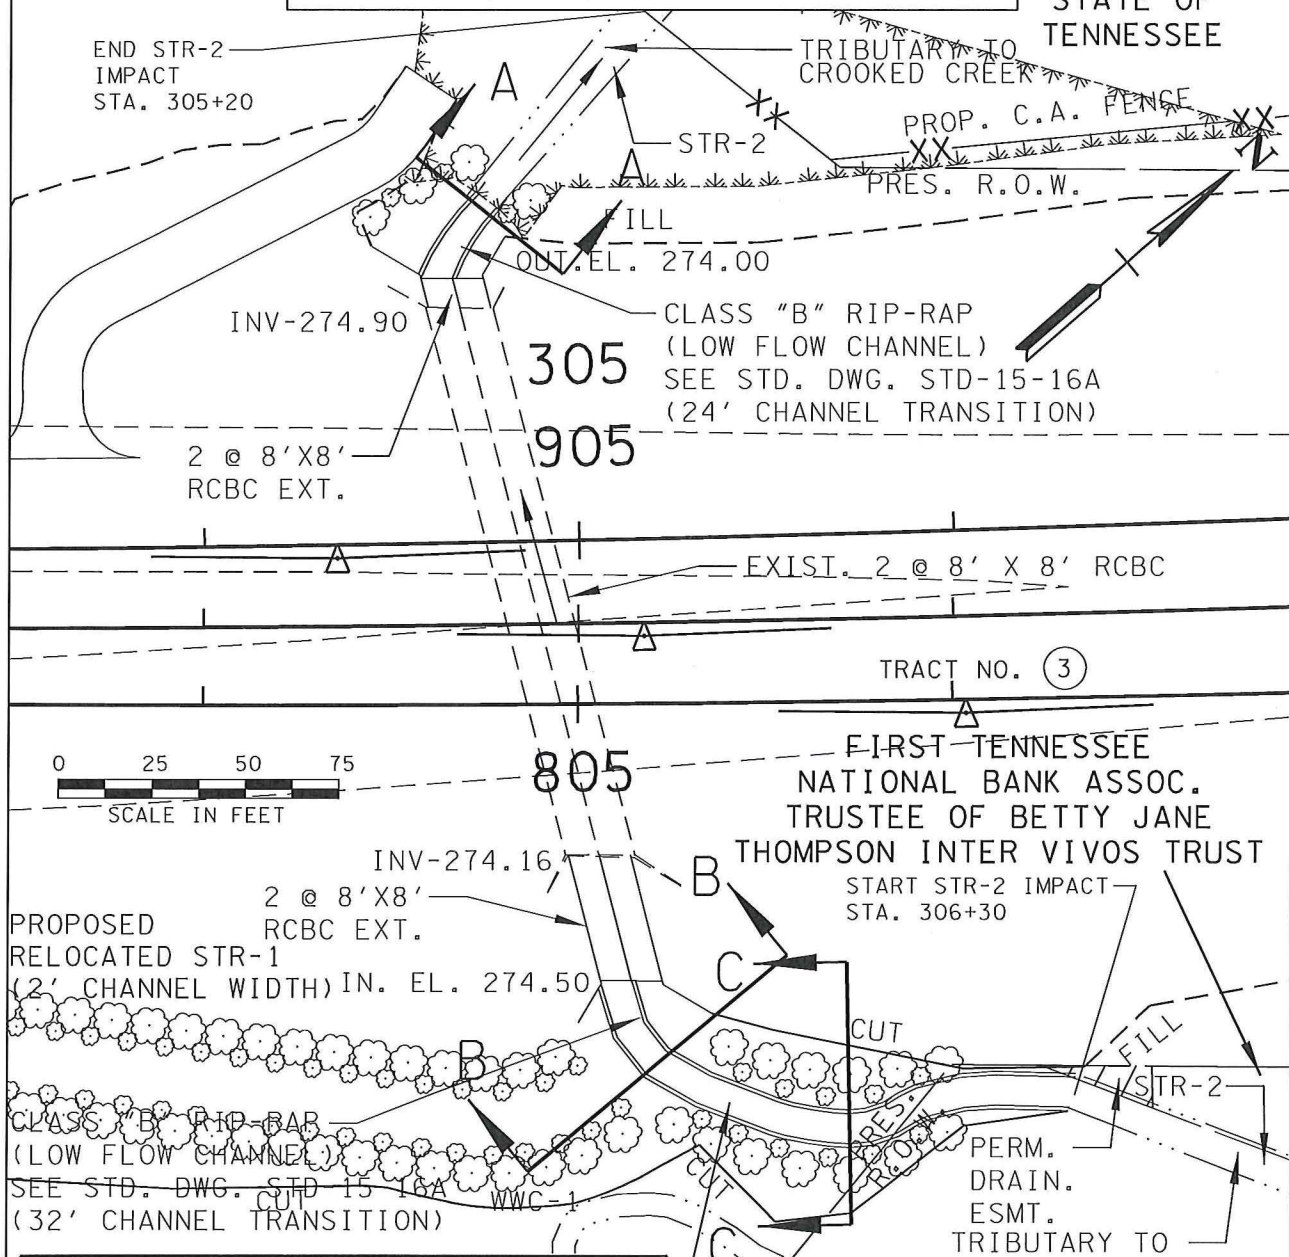 STATE OF
TENNESSEE
END STR-2
IMPACT
STA. 305+20
TRIBUTARY TO
CROOKED CREEK
A
STR-2
PROP. C.A. FENCE
A
PRES. R.O.W.
FILL
OUT.EL. 274.00
INV-274.90
CLASS "B" RIP-RAP
(LOW FLOW CHANNEL)
SEE STD. DWG. STD-15-16A
(24' CHANNEL TRANSITION)
305
905
2 @ 8'X8'
RCBC EXT.
EXIST. 2 @ 8' X 8' RCBC
TRACT NO. 3
805
0 25 50 75
SCALE IN FEET
FIRST TENNESSEE
NATIONAL BANK ASSOC.
TRUSTEE OF BETTY JANE
THOMPSON INTER VIVOS TRUST
INV-274.16
2 @ 8'X8'
RCBC EXT.
B
START STR-2 IMPACT
STA. 306+30
PROPOSED
RELOCATED STR-1
(2' CHANNEL WIDTH)
IN. EL. 274.50
C
CUT
FILL
B
STR-2
CLASS "B" RIP-RAP
(LOW FLOW CHANNEL)
SEE STD. DWG. STD-15-16A
(32' CHANNEL TRANSITION)
CUT
WWC-1
CUT
PRES.
R.O.W.
PERM.
DRAIN.
ESMT.
C
TRIBUTARY TO